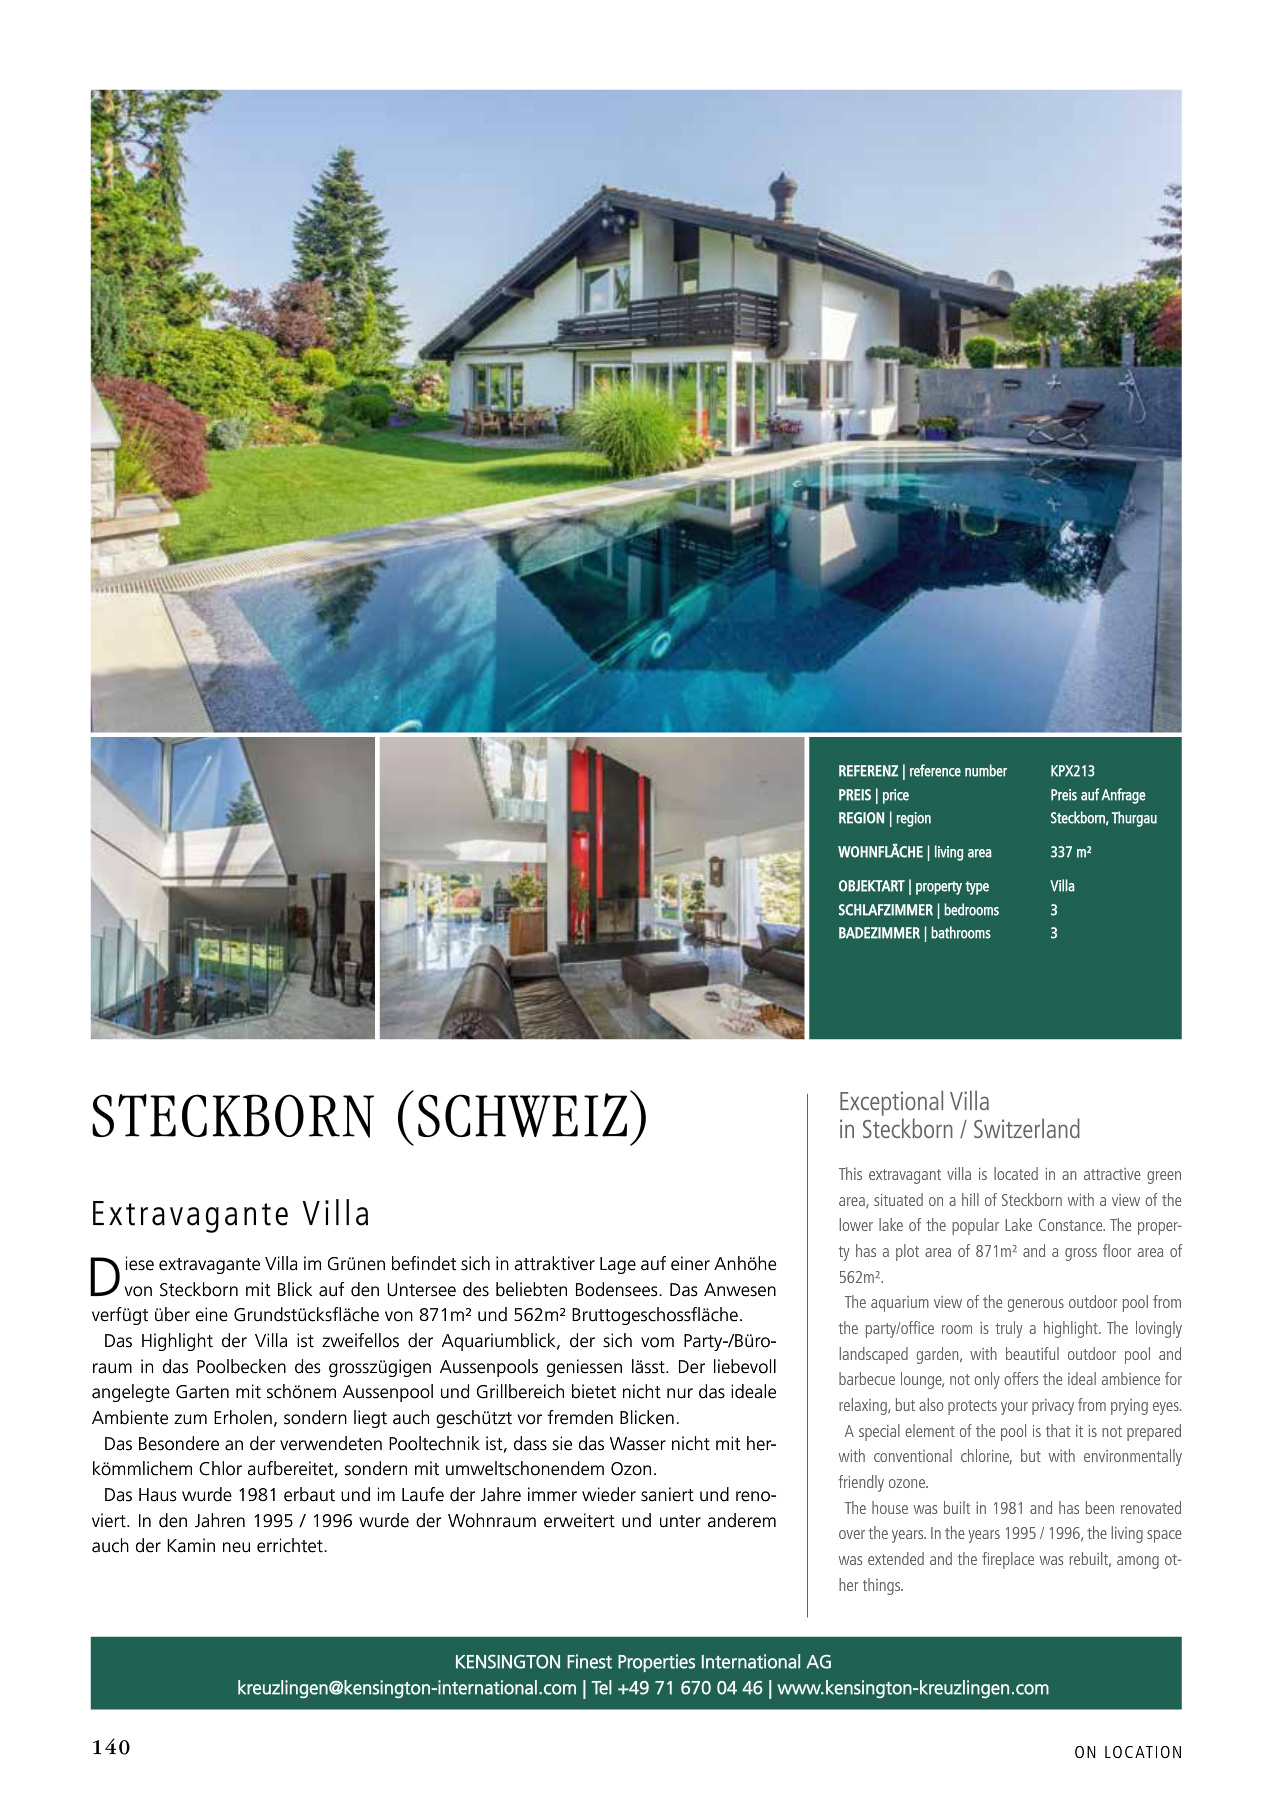 REFERENZ | reference number KPX213
PREIS | price Preis auf Anfrage
REGION | region Steckborn, Thurgau
WOHNFLÄCHE | living area 337 m²
OBJEKTART | property type Villa
SCHLAFZIMMER | bedrooms 3
BADEZIMMER | bathrooms 3
STECKBORN (SCHWEIZ)
Extravagante Villa
Diese extravagante Villa im Grünen befindet sich in attraktiver Lage auf einer Anhöhe
von Steckborn mit Blick auf den Untersee des beliebten Bodensees. Das Anwesen
verfügt über eine Grundstücksfläche von 871m² und 562m² Bruttogeschossfläche.
Das Highlight der Villa ist zweifellos der Aquariumblick, der sich vom Party-/Büro-
raum in das Poolbecken des grosszügigen Aussenpools geniessen lässt. Der liebevoll
angelegte Garten mit schönem Aussenpool und Grillbereich bietet nicht nur das ideale
Ambiente zum Erholen, sondern liegt auch geschützt vor fremden Blicken.
Das Besondere an der verwendeten Pooltechnik ist, dass sie das Wasser nicht mit her-
kömmlichem Chlor aufbereitet, sondern mit umweltschonendem Ozon.
Das Haus wurde 1981 erbaut und im Laufe der Jahre immer wieder saniert und reno-
viert. In den Jahren 1995 / 1996 wurde der Wohnraum erweitert und unter anderem
auch der Kamin neu errichtet.
Exceptional Villa
in Steckborn / Switzerland
This extravagant villa is located in an attractive green
area, situated on a hill of Steckborn with a view of the
lower lake of the popular Lake Constance. The proper-
ty has a plot area of 871m² and a gross floor area of
562m².
The aquarium view of the generous outdoor pool from
the party/office room is truly a highlight. The lovingly
landscaped garden, with beautiful outdoor pool and
barbecue lounge, not only offers the ideal ambience for
relaxing, but also protects your privacy from prying eyes.
A special element of the pool is that it is not prepared
with conventional chlorine, but with environmentally
friendly ozone.
The house was built in 1981 and has been renovated
over the years. In the years 1995 / 1996, the living space
was extended and the fireplace was rebuilt, among ot-
her things.
KENSINGTON Finest Properties International AG
kreuzlingen@kensington-international.com | Tel +49 71 670 04 46 | www.kensington-kreuzlingen.com
140
ON LOCATION